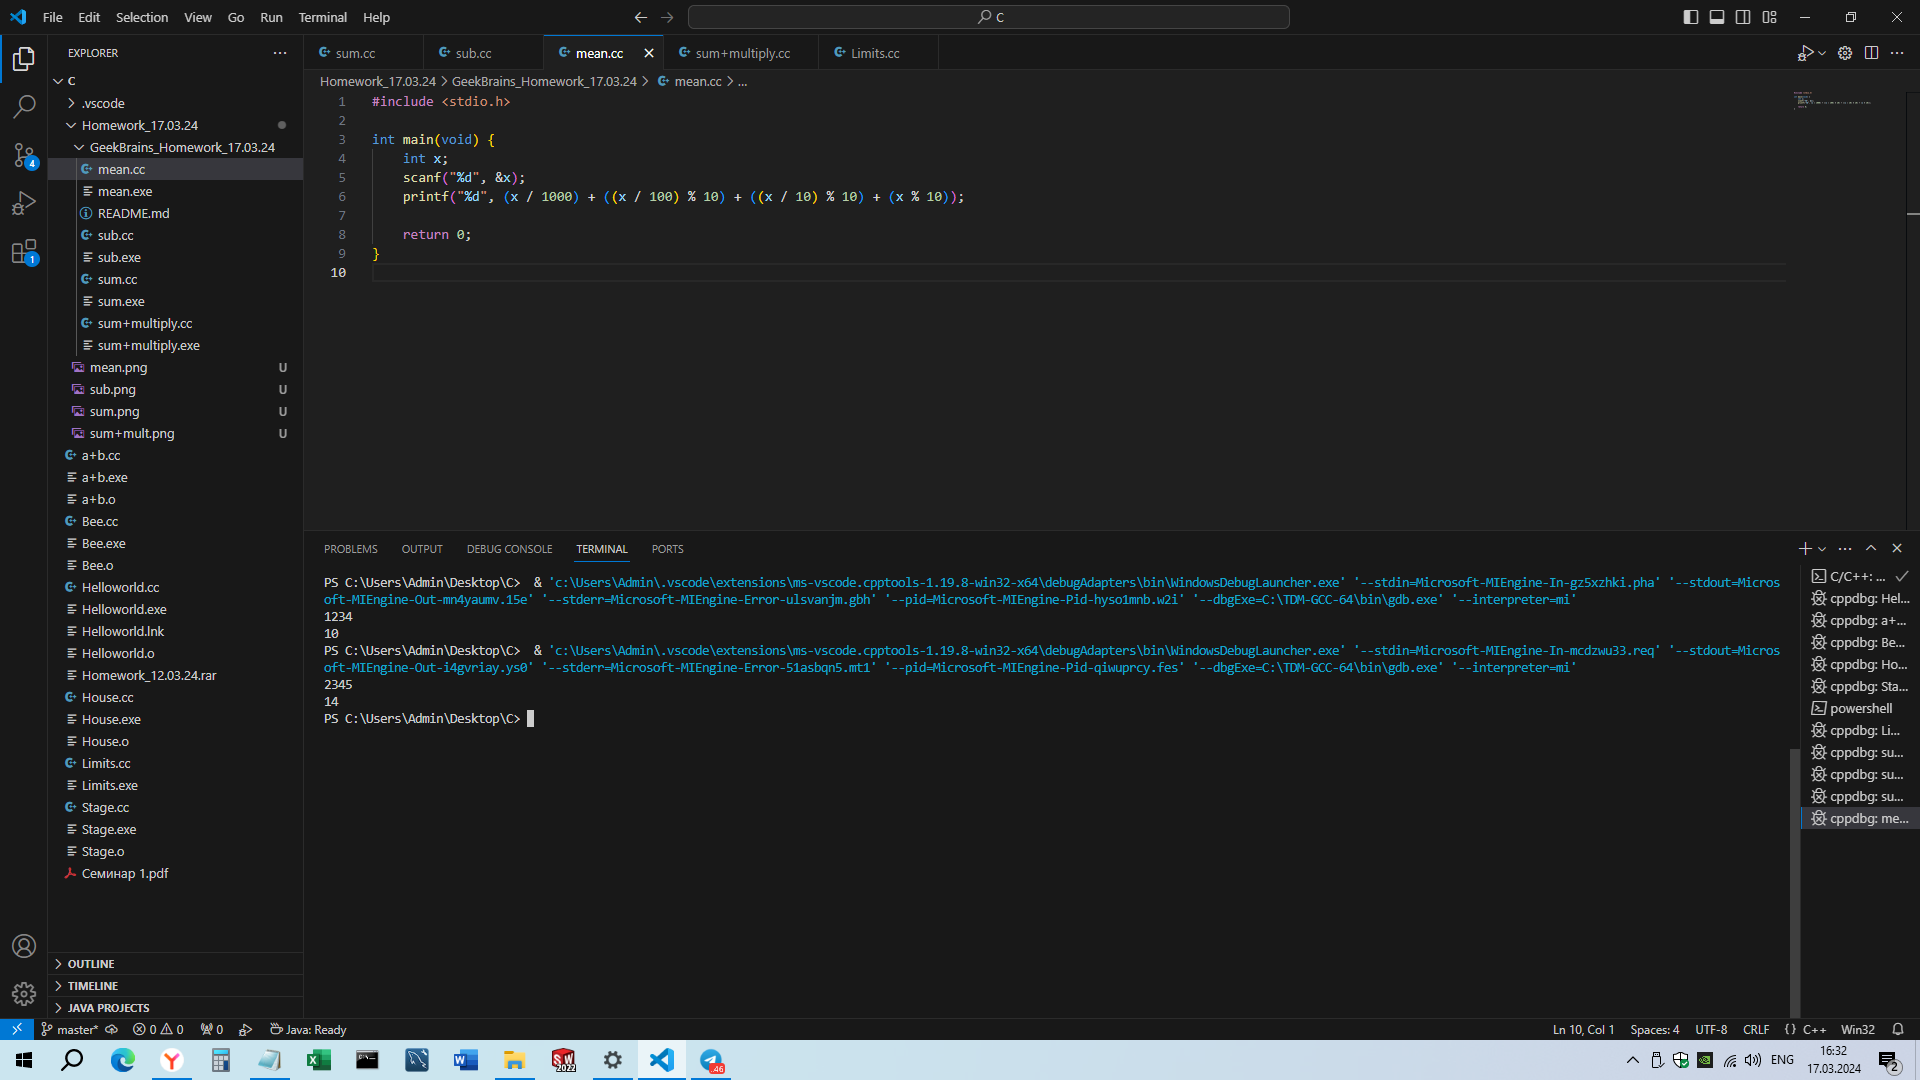 File Edit Selection View Go Run Terminal Help
C
EXPLORER
sum.cc
sub.cc
mean.cc
sum+multiply.cc
Limits.cc
C
.vscode
Homework_17.03.24
GeekBrains_Homework_17.03.24
mean.cc
mean.exe
README.md
sub.cc
sub.exe
sum.cc
sum.exe
sum+multiply.cc
sum+multiply.exe
mean.png U
sub.png U
sum.png U
sum+mult.png U
a+b.cc
a+b.exe
a+b.o
Bee.cc
Bee.exe
Bee.o
Helloworld.cc
Helloworld.exe
Helloworld.lnk
Helloworld.o
Homework_12.03.24.rar
House.cc
House.exe
House.o
Limits.cc
Limits.exe
Stage.cc
Stage.exe
Stage.o
Семинар 1.pdf
OUTLINE
TIMELINE
JAVA PROJECTS
4
1
Homework_17.03.24 > GeekBrains_Homework_17.03.24 > mean.cc > ...
1 #include <stdio.h>
2
3 int main(void) {
4 int x;
5 scanf("%d", &x);
6 printf("%d", (x / 1000) + ((x / 100) % 10) + ((x / 10) % 10) + (x % 10));
7
8 return 0;
9 }
10
PROBLEMS OUTPUT DEBUG CONSOLE TERMINAL PORTS
PS C:\Users\Admin\Desktop\C> & 'c:\Users\Admin\.vscode\extensions\ms-vscode.cpptools-1.19.8-win32-x64\debugAdapters\bin\WindowsDebugLauncher.exe' '--stdin=Microsoft-MIEngine-In-gz5xzhki.pha' '--stdout=Micros
oft-MIEngine-Out-mn4yaumv.15e' '--stderr=Microsoft-MIEngine-Error-ulsvanjm.gbh' '--pid=Microsoft-MIEngine-Pid-hyso1mnb.w2i' '--dbgExe=C:\TDM-GCC-64\bin\gdb.exe' '--interpreter=mi'
1234
10
PS C:\Users\Admin\Desktop\C> & 'c:\Users\Admin\.vscode\extensions\ms-vscode.cpptools-1.19.8-win32-x64\debugAdapters\bin\WindowsDebugLauncher.exe' '--stdin=Microsoft-MIEngine-In-mcdzwu33.req' '--stdout=Micros
oft-MIEngine-Out-i4gvriay.ys0' '--stderr=Microsoft-MIEngine-Error-51asbqn5.mt1' '--pid=Microsoft-MIEngine-Pid-qiwuprcy.fes' '--dbgExe=C:\TDM-GCC-64\bin\gdb.exe' '--interpreter=mi'
2345
14
PS C:\Users\Admin\Desktop\C>
C/C++: ...
cppdbg: Hel...
cppdbg: a+...
cppdbg: Be...
cppdbg: Ho...
cppdbg: Sta...
powershell
cppdbg: Li...
cppdbg: su...
cppdbg: su...
cppdbg: su...
cppdbg: me...
master* 0 0 0 Java: Ready
Ln 10, Col 1 Spaces: 4 UTF-8 CRLF {} C++ Win32
SW 2022
.46
ENG
16:32
17.03.2024
2